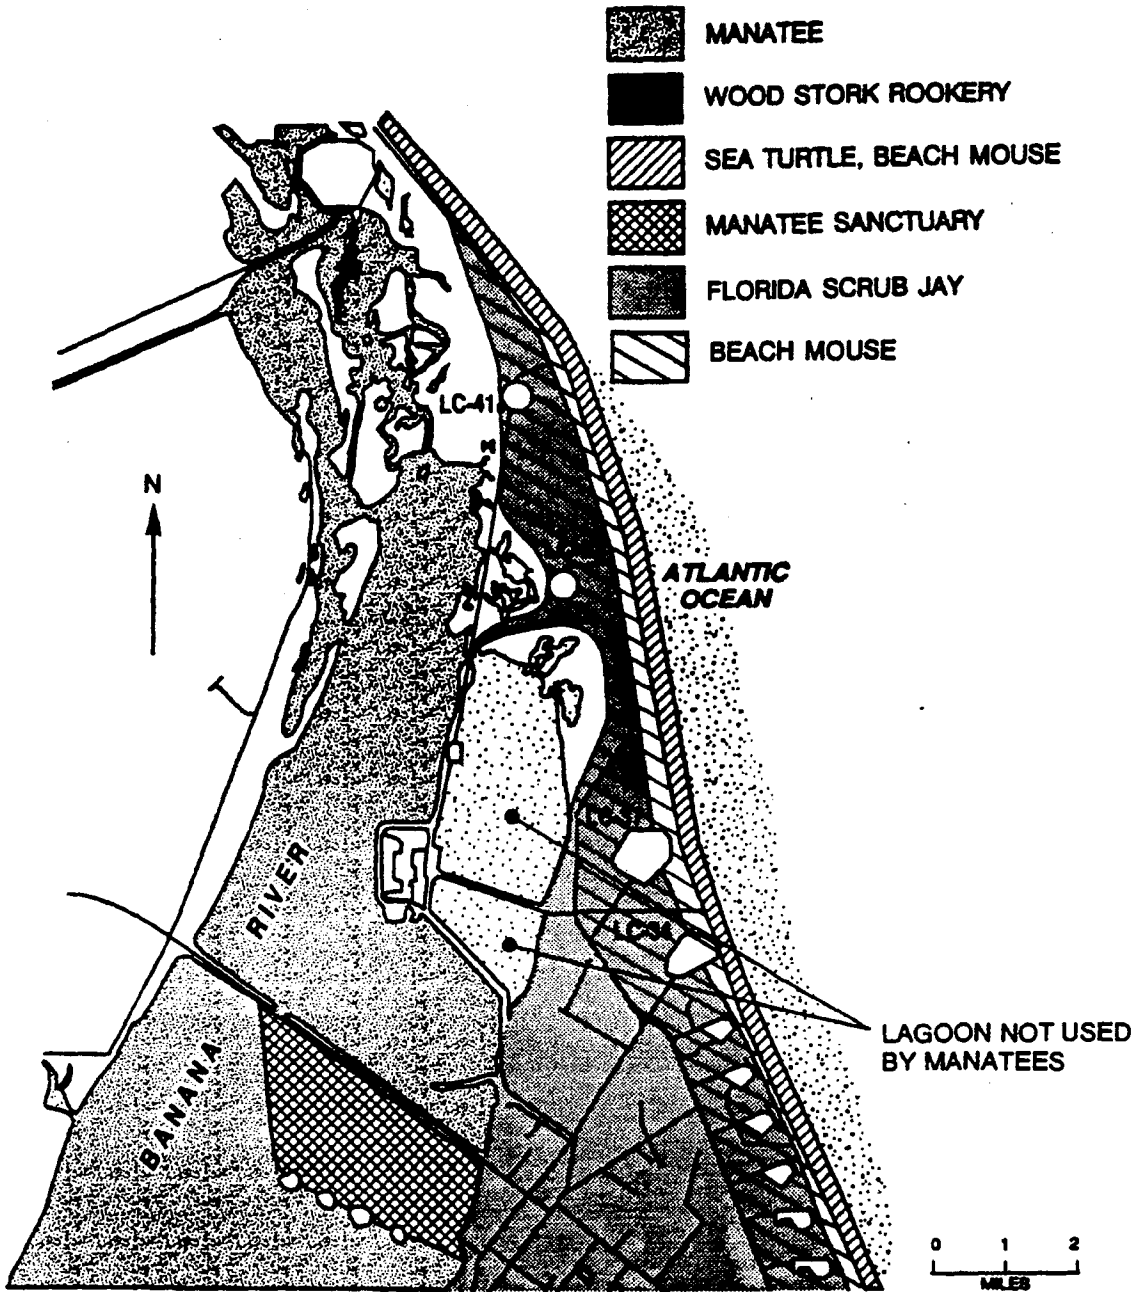 MANATEE
WOOD STORK ROOKERY
SEA TURTLE, BEACH MOUSE
MANATEE SANCTUARY
FLORIDA SCRUB JAY
BEACH MOUSE
LC-41
N
ATLANTIC
OCEAN
RIVER
BANANA
LC-34
LAGOON NOT USED
BY MANATEES
0 1 2
MILES